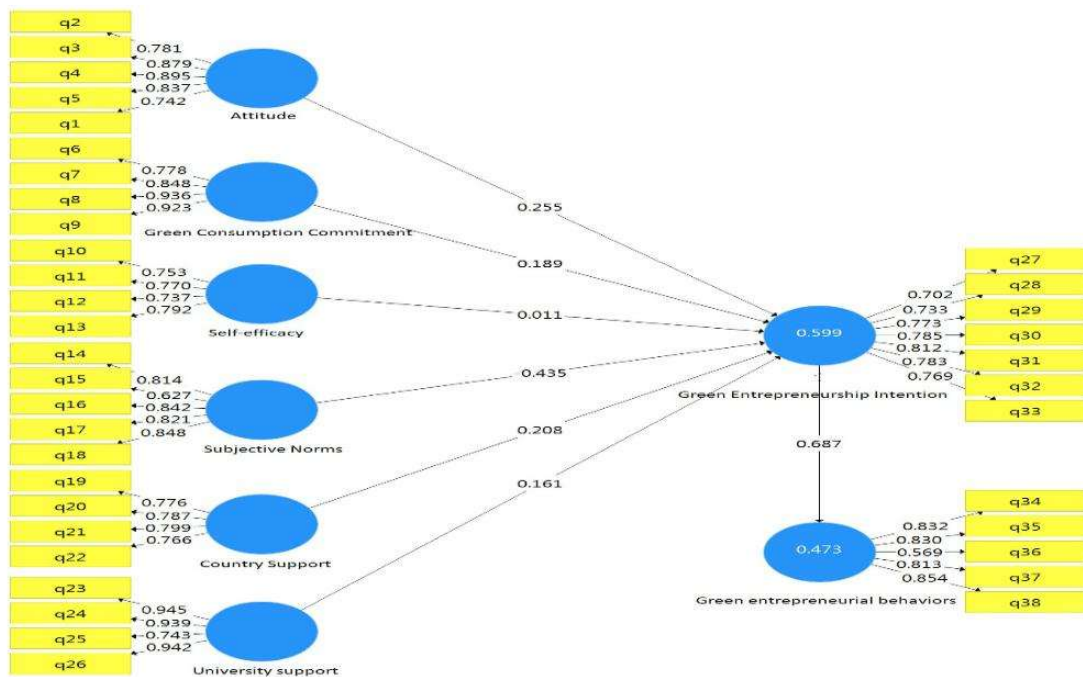 q2
q3
q4
q5
q1
0.781
0.879
0.895
0.837
0.742
Attitude
q6
q7
q8
q9
0.778
0.848
0.936
0.923
Green Consumption Commitment
q10
q11
q12
q13
0.753
0.770
0.737
0.792
Self-efficacy
q14
q15
q16
q17
q18
0.814
0.627
0.842
0.821
0.848
Subjective Norms
q19
q20
q21
q22
0.776
0.787
0.799
0.766
Country Support
q23
q24
q25
q26
0.945
0.939
0.743
0.942
University support
0.255
0.189
0.011
0.435
0.208
0.161
0.599
Green Entrepreneurship Intention
0.702
0.733
0.773
0.785
0.812
0.783
0.769
q27
q28
q29
q30
q31
q32
q33
0.687
0.473
Green entrepreneurial behaviors
0.832
0.830
0.569
0.813
0.854
q34
q35
q36
q37
q38